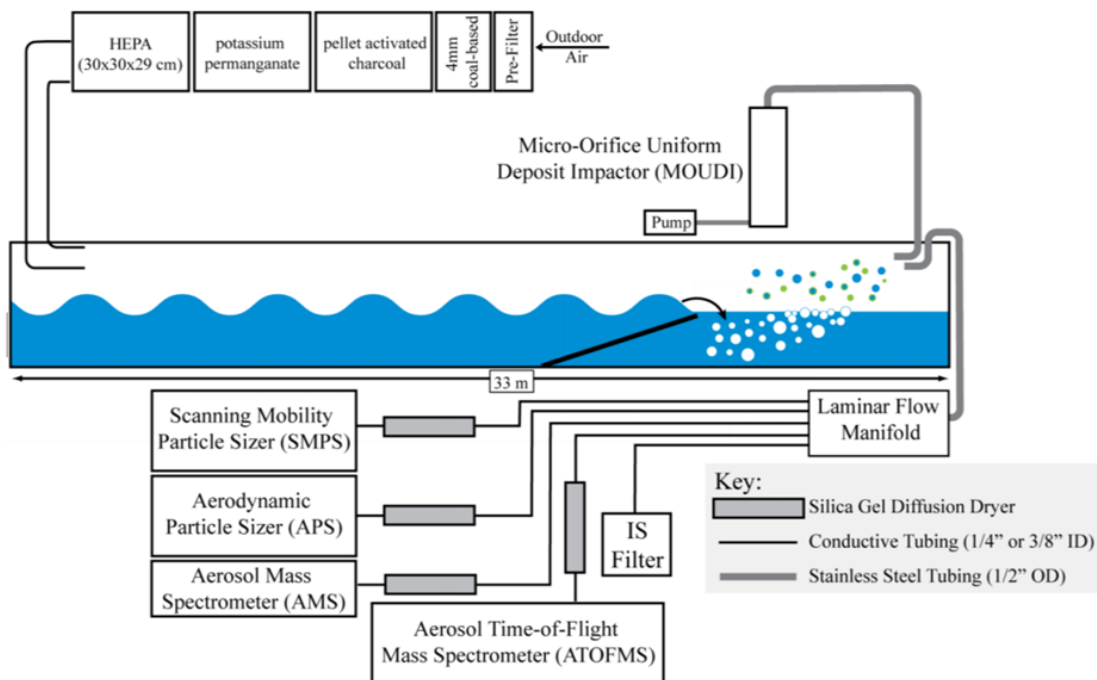 HEPA
(30x30x29 cm)
potassium
permanganate
pellet activated
charcoal
4mm
coal-based
Pre-Filter
Outdoor
Air
Micro-Orifice Uniform
Deposit Impactor (MOUDI)
Pump
33 m
Scanning Mobility
Particle Sizer (SMPS)
Laminar Flow
Manifold
Aerodynamic
Particle Sizer (APS)
Aerosol Mass
Spectrometer (AMS)
IS
Filter
Aerosol Time-of-Flight
Mass Spectrometer (ATOFMS)
Key:
Silica Gel Diffusion Dryer
Conductive Tubing (1/4” or 3/8” ID)
Stainless Steel Tubing (1/2” OD)